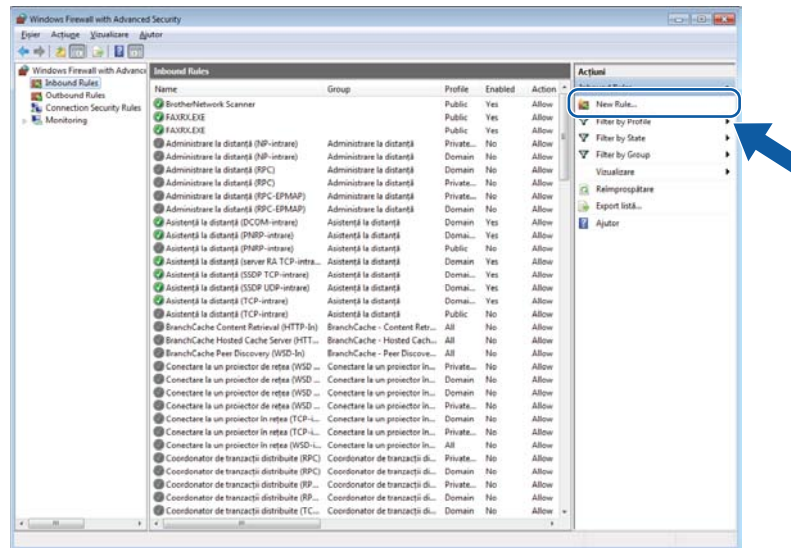 Windows Firewall with Advanced Security
Fișier Acțiune Vizualizare Ajutor
Windows Firewall with Advance
Inbound Rules
Outbound Rules
Connection Security Rules
Monitoring
Inbound Rules
Name Group Profile Enabled Action
BrotherNetwork Scanner Public Yes Allow
FAXRX.EXE Public Yes Allow
FAXRX.EXE Public Yes Allow
Administrare la distanță (NP-intrare) Administrare la distanță Private... No Allow
Administrare la distanță (NP-intrare) Administrare la distanță Domain No Allow
Administrare la distanță (RPC) Administrare la distanță Domain No Allow
Administrare la distanță (RPC) Administrare la distanță Private... No Allow
Administrare la distanță (RPC-EPMAP) Administrare la distanță Private... No Allow
Administrare la distanță (RPC-EPMAP) Administrare la distanță Domain No Allow
Asistență la distanță (DCOM-intrare) Asistență la distanță Domain Yes Allow
Asistență la distanță (PNRP-intrare) Asistență la distanță Domai... Yes Allow
Asistență la distanță (PNRP-intrare) Asistență la distanță Public No Allow
Asistență la distanță (server RA TCP-intra... Asistență la distanță Domain Yes Allow
Asistență la distanță (SSDP TCP-intrare) Asistență la distanță Domai... Yes Allow
Asistență la distanță (SSDP UDP-intrare) Asistență la distanță Domai... Yes Allow
Asistență la distanță (TCP-intrare) Asistență la distanță Domai... Yes Allow
Asistență la distanță (TCP-intrare) Asistență la distanță Public No Allow
BranchCache Content Retrieval (HTTP-In) BranchCache - Content Retr... All No Allow
BranchCache Hosted Cache Server (HTT... BranchCache - Hosted Cach... All No Allow
BranchCache Peer Discovery (WSD-In) BranchCache - Peer Discove... All No Allow
Conectare la un proiector de rețea (WSD ... Conectare la un proiector în... Private... No Allow
Conectare la un proiector de rețea (WSD ... Conectare la un proiector în... Domain No Allow
Conectare la un proiector de rețea (WSD ... Conectare la un proiector în... Domain No Allow
Conectare la un proiector de rețea (WSD ... Conectare la un proiector în... Private... No Allow
Conectare la un proiector în rețea (TCP-i... Conectare la un proiector în... Domain No Allow
Conectare la un proiector în rețea (TCP-i... Conectare la un proiector în... Private... No Allow
Conectare la un proiector în rețea (WSD-i... Conectare la un proiector în... All No Allow
Coordonator de tranzacții distribuite (RPC) Coordonator de tranzacții di... Private... No Allow
Coordonator de tranzacții distribuite (RPC) Coordonator de tranzacții di... Domain No Allow
Coordonator de tranzacții distribuite (RP... Coordonator de tranzacții di... Private... No Allow
Coordonator de tranzacții distribuite (RP... Coordonator de tranzacții di... Domain No Allow
Coordonator de tranzacții distribuite (TC... Coordonator de tranzacții di... Domain No Allow
Acțiuni
Inbound Rules
New Rule...
Filter by Profile
Filter by State
Filter by Group
Vizualizare
Reîmprospătare
Export listă...
Ajutor